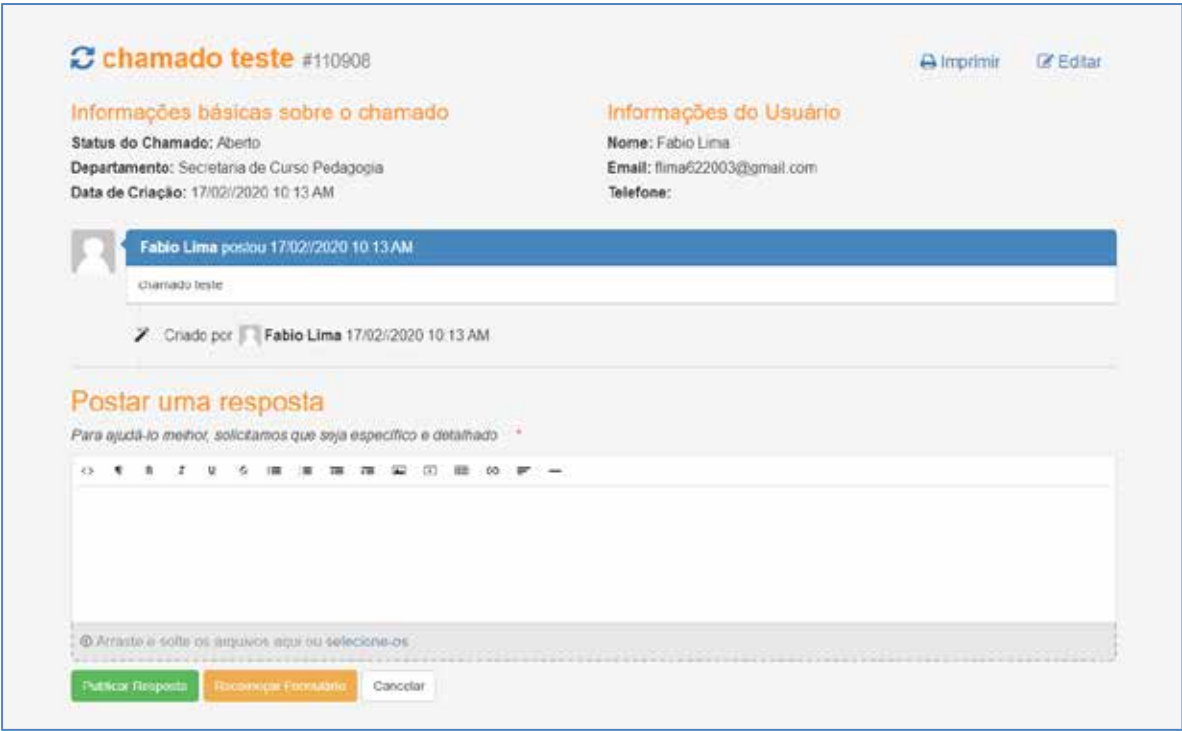 chamado teste #110908
Imprimir
Editar
Informações básicas sobre o chamado
Status do Chamado: Aberto
Departamento: Secretaria de Curso Pedagogia
Data de Criação: 17/02//2020 10:13 AM
Informações do Usuário
Nome: Fabio Lima
Email: flima622003@gmail.com
Telefone:
Fabio Lima postou 17/02//2020 10:13 AM
chamado teste
Criado por Fabio Lima 17/02//2020 10:13 AM
Postar uma resposta
Para ajudá-lo melhor, solicitamos que seja específico e detalhado *
Arraste e solte os arquivos aqui ou selecione-os
Publicar Resposta
Recomeçar Formulário
Cancelar